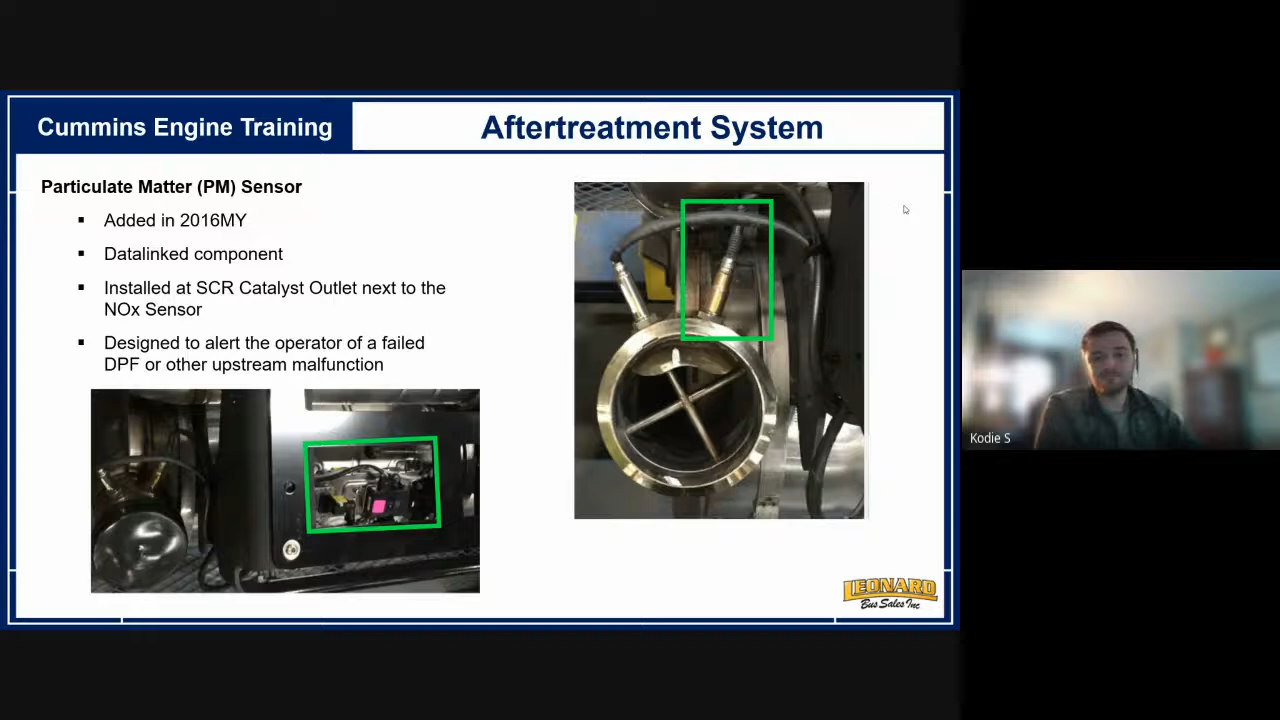 Cummins Engine Training
Aftertreatment System
Particulate Matter (PM) Sensor
▪ Added in 2016MY
▪ Datalinked component
▪ Installed at SCR Catalyst Outlet next to the
NOx Sensor
▪ Designed to alert the operator of a failed
DPF or other upstream malfunction
LEONARD
Bus Sales Inc
Kodie S